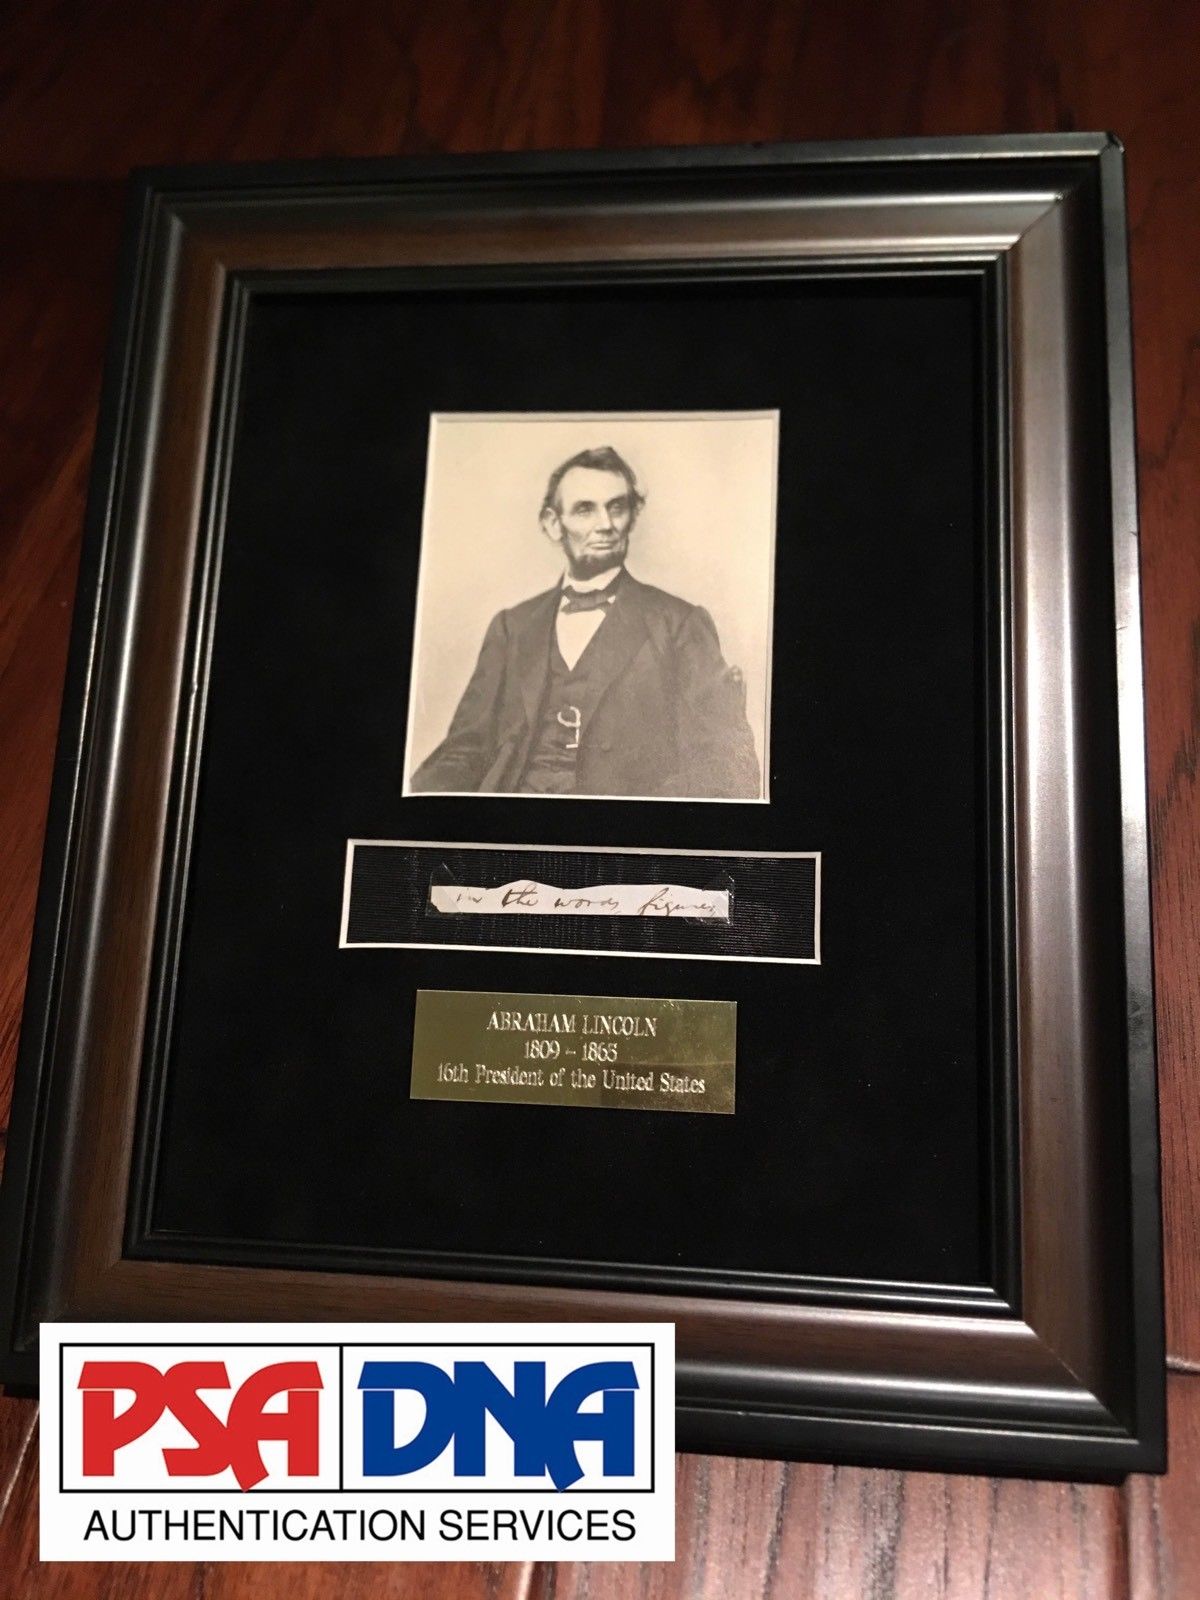 in the words, figures,
ABRAHAM LINCOLN
1809 - 1865
16th President of the United States
PSA DNA
AUTHENTICATION SERVICES